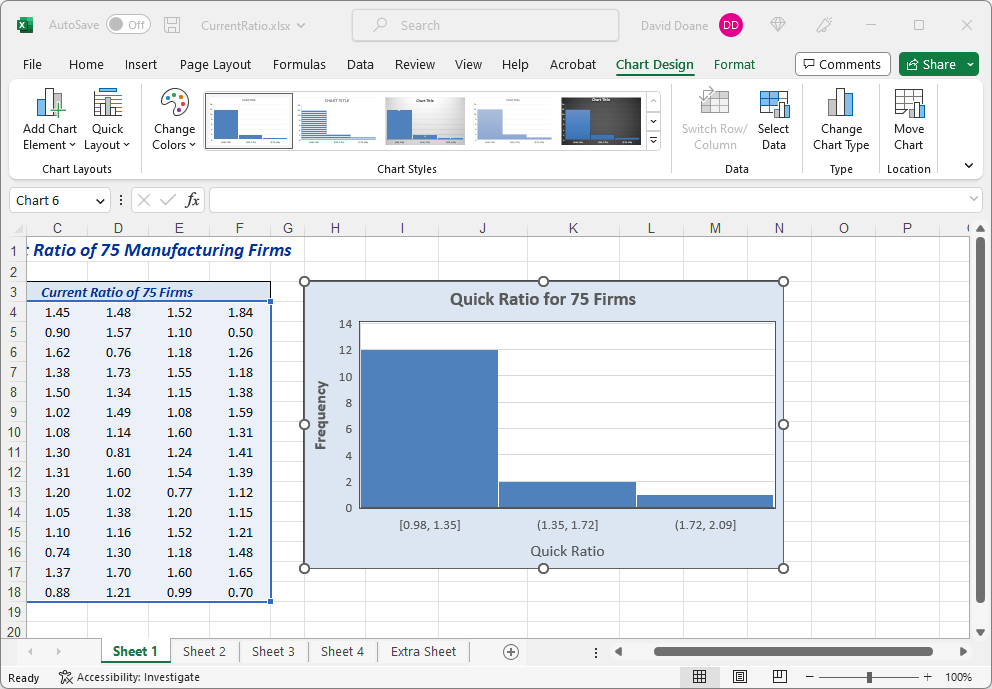 AutoSave Off CurrentRatio.xlsx Search David Doane DD
File Home Insert Page Layout Formulas Data Review View Help Acrobat Chart Design Format Comments Share
Add Chart Element Quick Layout Change Colors Switch Row/ Column Select Data Change Chart Type Move Chart
Chart Layouts Chart Styles Data Type Location
Chart 6 fx
C D E F G H I J K L M N O P
1 Ratio of 75 Manufacturing Firms
2
3 Current Ratio of 75 Firms
4 1.45 1.48 1.52 1.84
5 0.90 1.57 1.10 0.50
6 1.62 0.76 1.18 1.26
7 1.38 1.73 1.55 1.18
8 1.50 1.34 1.15 1.38
9 1.02 1.49 1.08 1.59
10 1.08 1.14 1.60 1.31
11 1.30 0.81 1.24 1.41
12 1.31 1.60 1.54 1.39
13 1.20 1.02 0.77 1.12
14 1.05 1.38 1.20 1.15
15 1.10 1.16 1.52 1.21
16 0.74 1.30 1.18 1.48
17 1.37 1.70 1.60 1.65
18 0.88 1.21 0.99 0.70
19
20
Quick Ratio for 75 Firms
Frequency
14
12
10
8
6
4
2
0
[0.98, 1.35] (1.35, 1.72] (1.72, 2.09]
Quick Ratio
Sheet 1 Sheet 2 Sheet 3 Sheet 4 Extra Sheet
Ready Accessibility: Investigate 100%